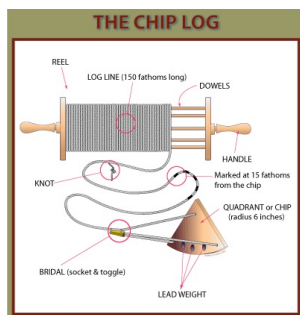 THE CHIP LOG
REEL
LOG LINE (150 fathoms long)
DOWELS
HANDLE
KNOT
Marked at 15 fathoms
from the chip
QUADRANT or CHIP
(radius 6 inches)
BRIDAL (socket & toggle)
LEAD WEIGHT